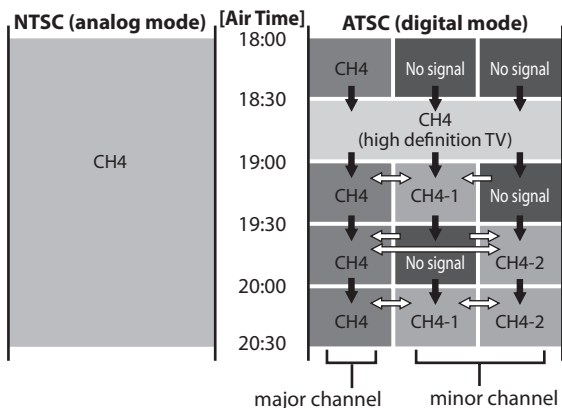 NTSC (analog mode) [Air Time] ATSC (digital mode)
18:00
CH4 No signal No signal
18:30
CH4
(high definition TV)
CH4
19:00
CH4 CH4-1 No signal
19:30
CH4 No signal CH4-2
20:00
CH4 CH4-1 CH4-2
20:30
major channel minor channel